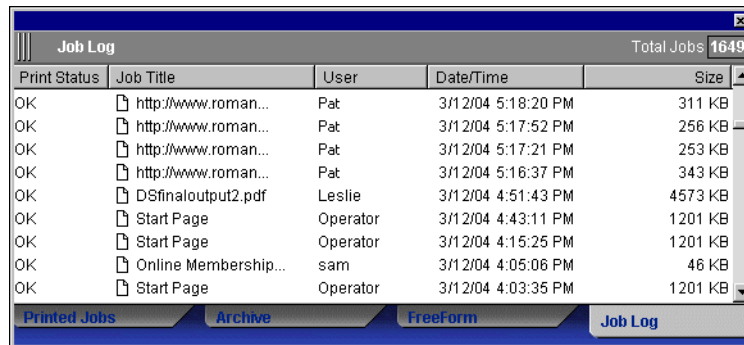 Job Log Total Jobs 1649
Print Status Job Title User Date/Time Size
OK http://www.roman... Pat 3/12/04 5:18:20 PM 311 KB
OK http://www.roman... Pat 3/12/04 5:17:52 PM 256 KB
OK http://www.roman... Pat 3/12/04 5:17:21 PM 253 KB
OK http://www.roman... Pat 3/12/04 5:16:37 PM 343 KB
OK DSfinaloutput2.pdf Leslie 3/12/04 4:51:43 PM 4573 KB
OK Start Page Operator 3/12/04 4:43:11 PM 1201 KB
OK Start Page Operator 3/12/04 4:15:25 PM 1201 KB
OK Online Membership... sam 3/12/04 4:05:06 PM 46 KB
OK Start Page Operator 3/12/04 4:03:35 PM 1201 KB
Printed Jobs Archive FreeForm Job Log